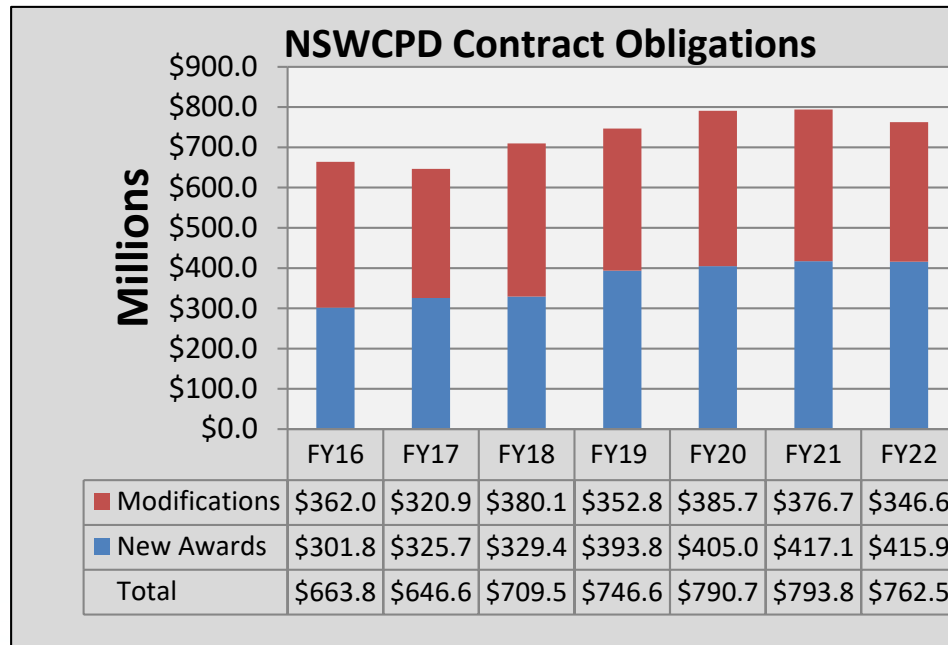 NSWCPD Contract Obligations
Millions
$900.0
$800.0
$700.0
$600.0
$500.0
$400.0
$300.0
$200.0
$100.0
$0.0
FY16 FY17 FY18 FY19 FY20 FY21 FY22
Modifications $362.0 $320.9 $380.1 $352.8 $385.7 $376.7 $346.6
New Awards $301.8 $325.7 $329.4 $393.8 $405.0 $417.1 $415.9
Total $663.8 $646.6 $709.5 $746.6 $790.7 $793.8 $762.5